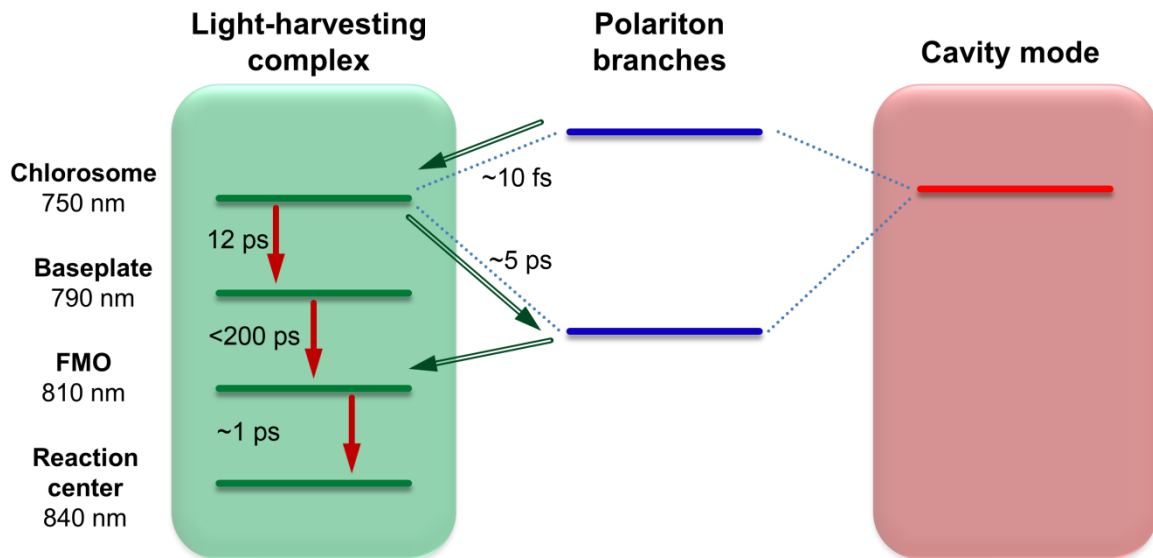 Light-harvesting
complex
Polariton
branches
Cavity mode
Chlorosome
750 nm
~10 fs
12 ps
~5 ps
Baseplate
790 nm
<200 ps
FMO
810 nm
~1 ps
Reaction
center
840 nm